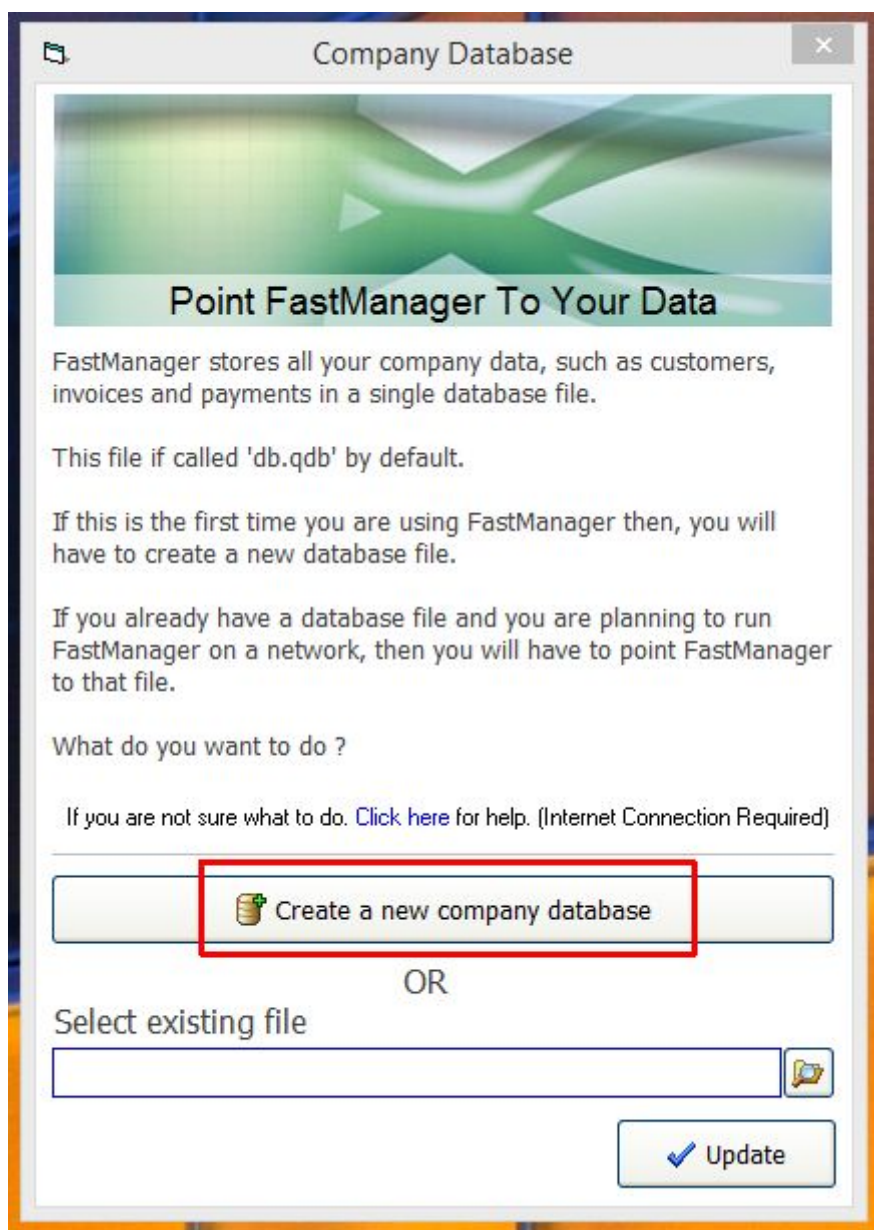 Company Database
Point FastManager To Your Data
FastManager stores all your company data, such as customers,
invoices and payments in a single database file.
This file if called 'db.qdb' by default.
If this is the first time you are using FastManager then, you will
have to create a new database file.
If you already have a database file and you are planning to run
FastManager on a network, then you will have to point FastManager
to that file.
What do you want to do ?
If you are not sure what to do. Click here for help. (Internet Connection Required)
Create a new company database
OR
Select existing file
Update